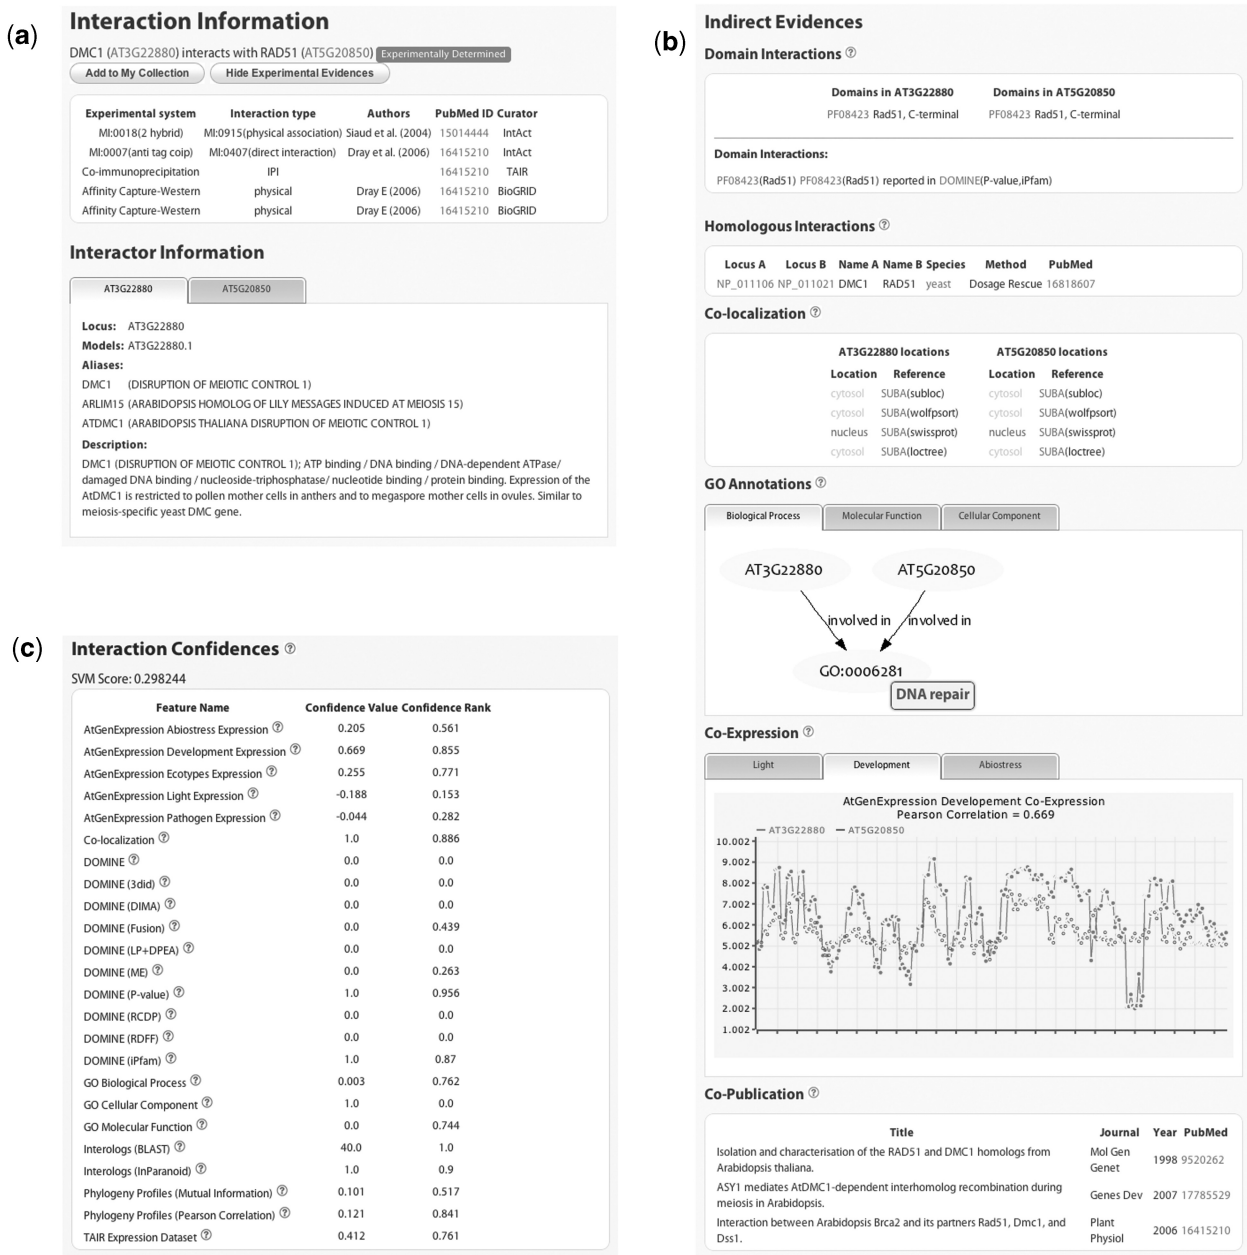 (a)
Interaction Information
DMC1 (AT3G22880) interacts with RAD51 (AT5G20850) Experimentally Determined
Add to My Collection Hide Experimental Evidences
Experimental system Interaction type Authors PubMed ID Curator
MI:0018(2 hybrid) MI:0915(physical association) Siaud et al. (2004) 15014444 IntAct
MI:0007(anti tag coip) MI:0407(direct interaction) Dray et al. (2006) 16415210 IntAct
Co-immunoprecipitation IPI 16415210 TAIR
Affinity Capture-Western physical Dray E (2006) 16415210 BioGRID
Affinity Capture-Western physical Dray E (2006) 16415210 BioGRID
Interactor Information
AT3G22880 AT5G20850
Locus: AT3G22880
Models: AT3G22880.1
Aliases:
DMC1 (DISRUPTION OF MEIOTIC CONTROL 1)
ARLIM15 (ARABIDOPSIS HOMOLOG OF LILY MESSAGES INDUCED AT MEIOSIS 15)
ATDMC1 (ARABIDOPSIS THALIANA DISRUPTION OF MEIOTIC CONTROL 1)
Description:
DMC1 (DISRUPTION OF MEIOTIC CONTROL 1); ATP binding / DNA binding / DNA-dependent ATPase/
damaged DNA binding / nucleoside-triphosphatase/ nucleotide binding / protein binding. Expression of the
AtDMC1 is restricted to pollen mother cells in anthers and to megaspore mother cells in ovules. Similar to
meiosis-specific yeast DMC gene.
(b)
Indirect Evidences
Domain Interactions ?
Domains in AT3G22880 Domains in AT5G20850
PF08423 Rad51, C-terminal PF08423 Rad51, C-terminal
Domain Interactions:
PF08423(Rad51) PF08423(Rad51) reported in DOMINE(P-value,iPfam)
Homologous Interactions ?
Locus A Locus B Name A Name B Species Method PubMed
NP_011106 NP_011021 DMC1 RAD51 yeast Dosage Rescue 16818607
Co-localization ?
AT3G22880 locations AT5G20850 locations
Location Reference Location Reference
cytosol SUBA(subloc) cytosol SUBA(subloc)
cytosol SUBA(wolfpsort) cytosol SUBA(wolfpsort)
nucleus SUBA(swissprot) nucleus SUBA(swissprot)
cytosol SUBA(loctree) cytosol SUBA(loctree)
GO Annotations ?
Biological Process Molecular Function Cellular Component
AT3G22880 AT5G20850
involved in involved in
GO:0006281
DNA repair
Co-Expression ?
Light Development Abiostress
AtGenExpression Developement Co-Expression
Pearson Correlation = 0.669
AT3G22880 AT5G20850
10.002
9.002
8.002
7.002
6.002
5.002
4.002
3.002
2.002
1.002
Co-Publication ?
Title Journal Year PubMed
Isolation and characterisation of the RAD51 and DMC1 homologs from Mol Gen
Arabidopsis thaliana. Genet 1998 9520262
ASY1 mediates AtDMC1-dependent interhomolog recombination during
meiosis in Arabidopsis. Genes Dev 2007 17785529
Interaction between Arabidopsis Brca2 and its partners Rad51, Dmc1, and Plant
Dss1. Physiol 2006 16415210
(c)
Interaction Confidences ?
SVM Score: 0.298244
Feature Name Confidence Value Confidence Rank
AtGenExpression Abiostress Expression ? 0.205 0.561
AtGenExpression Development Expression ? 0.669 0.855
AtGenExpression Ecotypes Expression ? 0.255 0.771
AtGenExpression Light Expression ? -0.188 0.153
AtGenExpression Pathogen Expression ? -0.044 0.282
Co-localization ? 1.0 0.886
DOMINE ? 0.0 0.0
DOMINE (3did) ? 0.0 0.0
DOMINE (DIMA) ? 0.0 0.0
DOMINE (Fusion) ? 0.0 0.439
DOMINE (LP+DPEA) ? 0.0 0.0
DOMINE (ME) ? 0.0 0.263
DOMINE (P-value) ? 1.0 0.956
DOMINE (RCDP) ? 0.0 0.0
DOMINE (RDFF) ? 0.0 0.0
DOMINE (iPfam) ? 1.0 0.87
GO Biological Process ? 0.003 0.762
GO Cellular Component ? 1.0 0.0
GO Molecular Function ? 0.0 0.744
Interologs (BLAST) ? 40.0 1.0
Interologs (InParanoid) ? 1.0 0.9
Phylogeny Profiles (Mutual Information) ? 0.101 0.517
Phylogeny Profiles (Pearson Correlation) ? 0.121 0.841
TAIR Expression Dataset ? 0.412 0.761